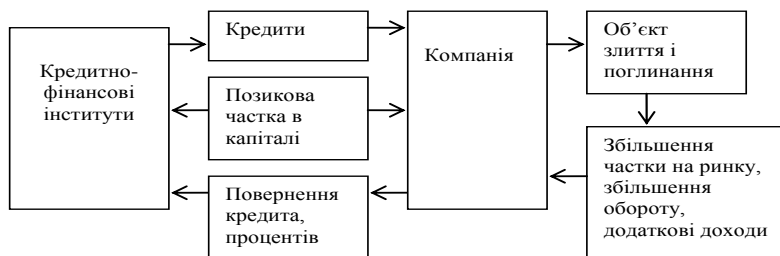 Кредитно-
фінансові
інститути
Кредити
Позикова
частка в
капіталі
Повернення
кредита,
процентів
Компанія
Об’єкт
злиття і
поглинання
Збільшення
частки на ринку,
збільшення
обороту,
додаткові доходи